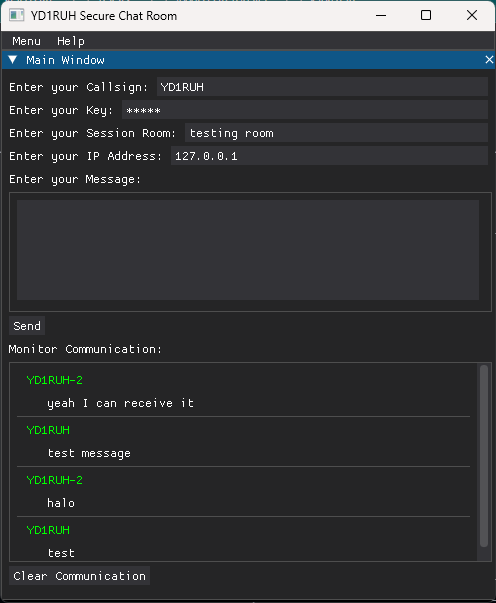 YD1RUH Secure Chat Room
Menu Help
Main Window
Enter your Callsign: YD1RUH
Enter your Key: *****
Enter your Session Room: testing room
Enter your IP Address: 127.0.0.1
Enter your Message:
Send
Monitor Communication:
YD1RUH-2
yeah I can receive it
YD1RUH
test message
YD1RUH-2
halo
YD1RUH
test
Clear Communication